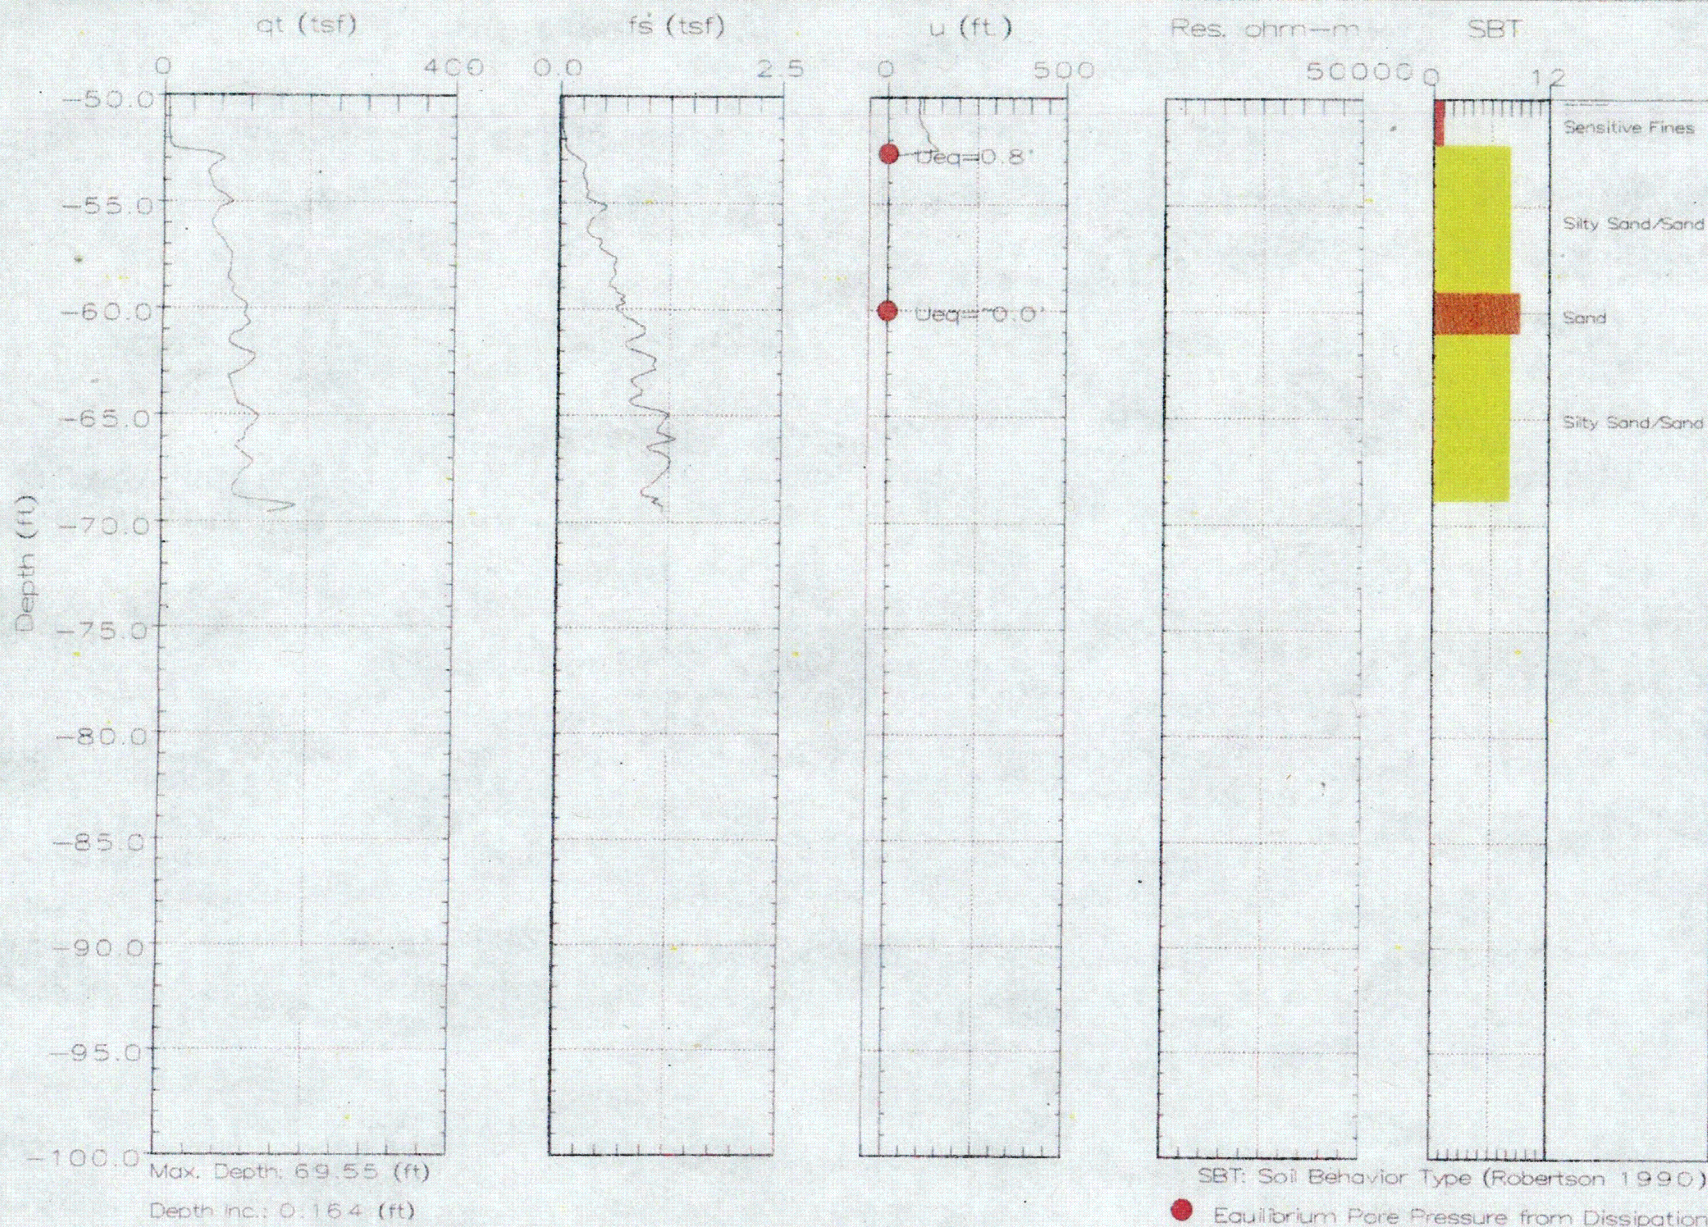 qt (tsf) fs (tsf) u (ft.) Res. ohm-m SBT
0 400 0.0 2.5 0 500 50000 0 12
-50.0
Sensitive Fines
Ueq=0.8'
-55.0
Silty Sand/Sand
-60.0
Ueq=~0.0'
Sand
-65.0
Silty Sand/Sand
Depth (ft)
-70.0
-75.0
-80.0
-85.0
-90.0
-95.0
-100.0
Max. Depth: 69.55 (ft)
Depth Inc.: 0.164 (ft)
SBT: Soil Behavior Type (Robertson 1990)
Equilibrium Pore Pressure from Dissipation